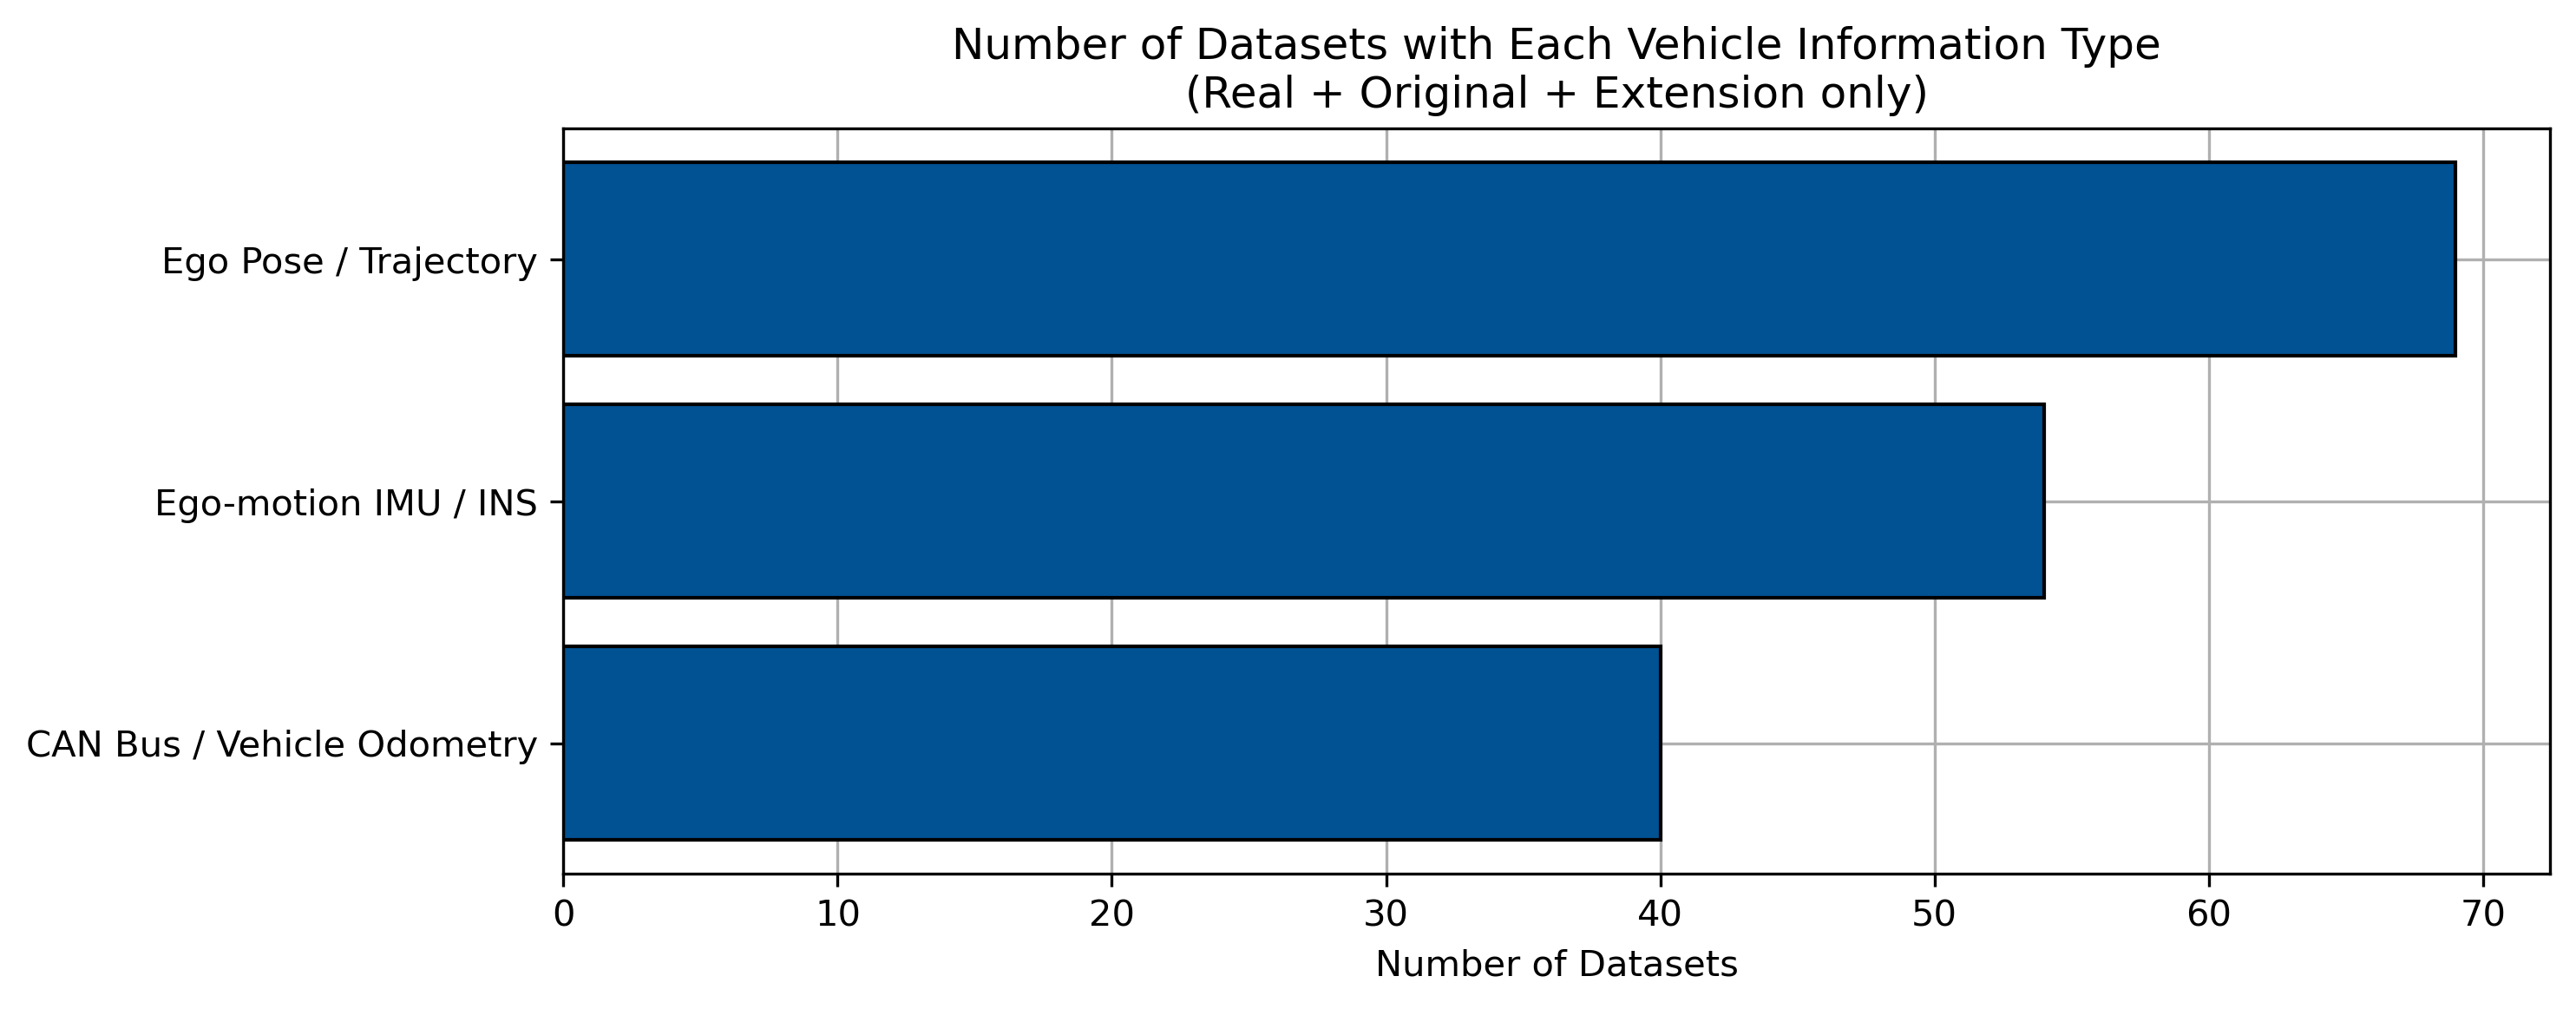 Number of Datasets with Each Vehicle Information Type
(Real + Original + Extension only)
Ego Pose / Trajectory
Ego-motion IMU / INS
CAN Bus / Vehicle Odometry
0 10 20 30 40 50 60 70
Number of Datasets